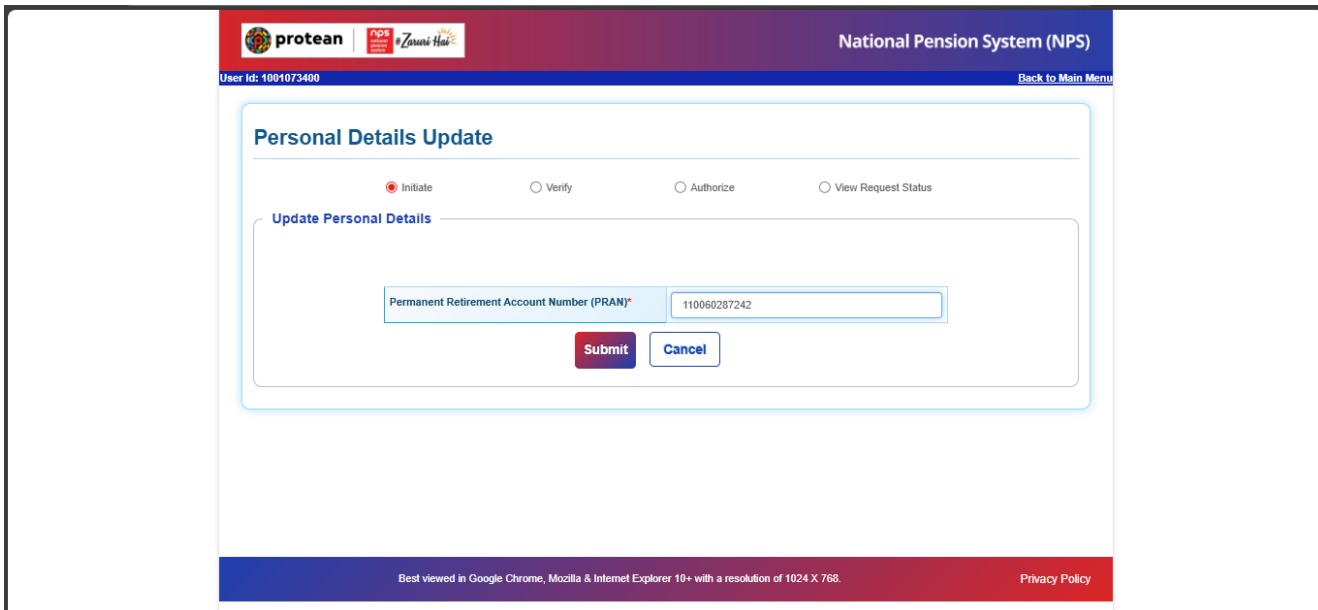 protean
nps
#Zaruri Hai
National Pension System (NPS)
User Id: 1001073400
Back to Main Menu
Personal Details Update
Initiate
Verify
Authorize
View Request Status
Update Personal Details
Permanent Retirement Account Number (PRAN)*
110060287242
Submit
Cancel
Best viewed in Google Chrome, Mozilla & Internet Explorer 10+ with a resolution of 1024 X 768.
Privacy Policy